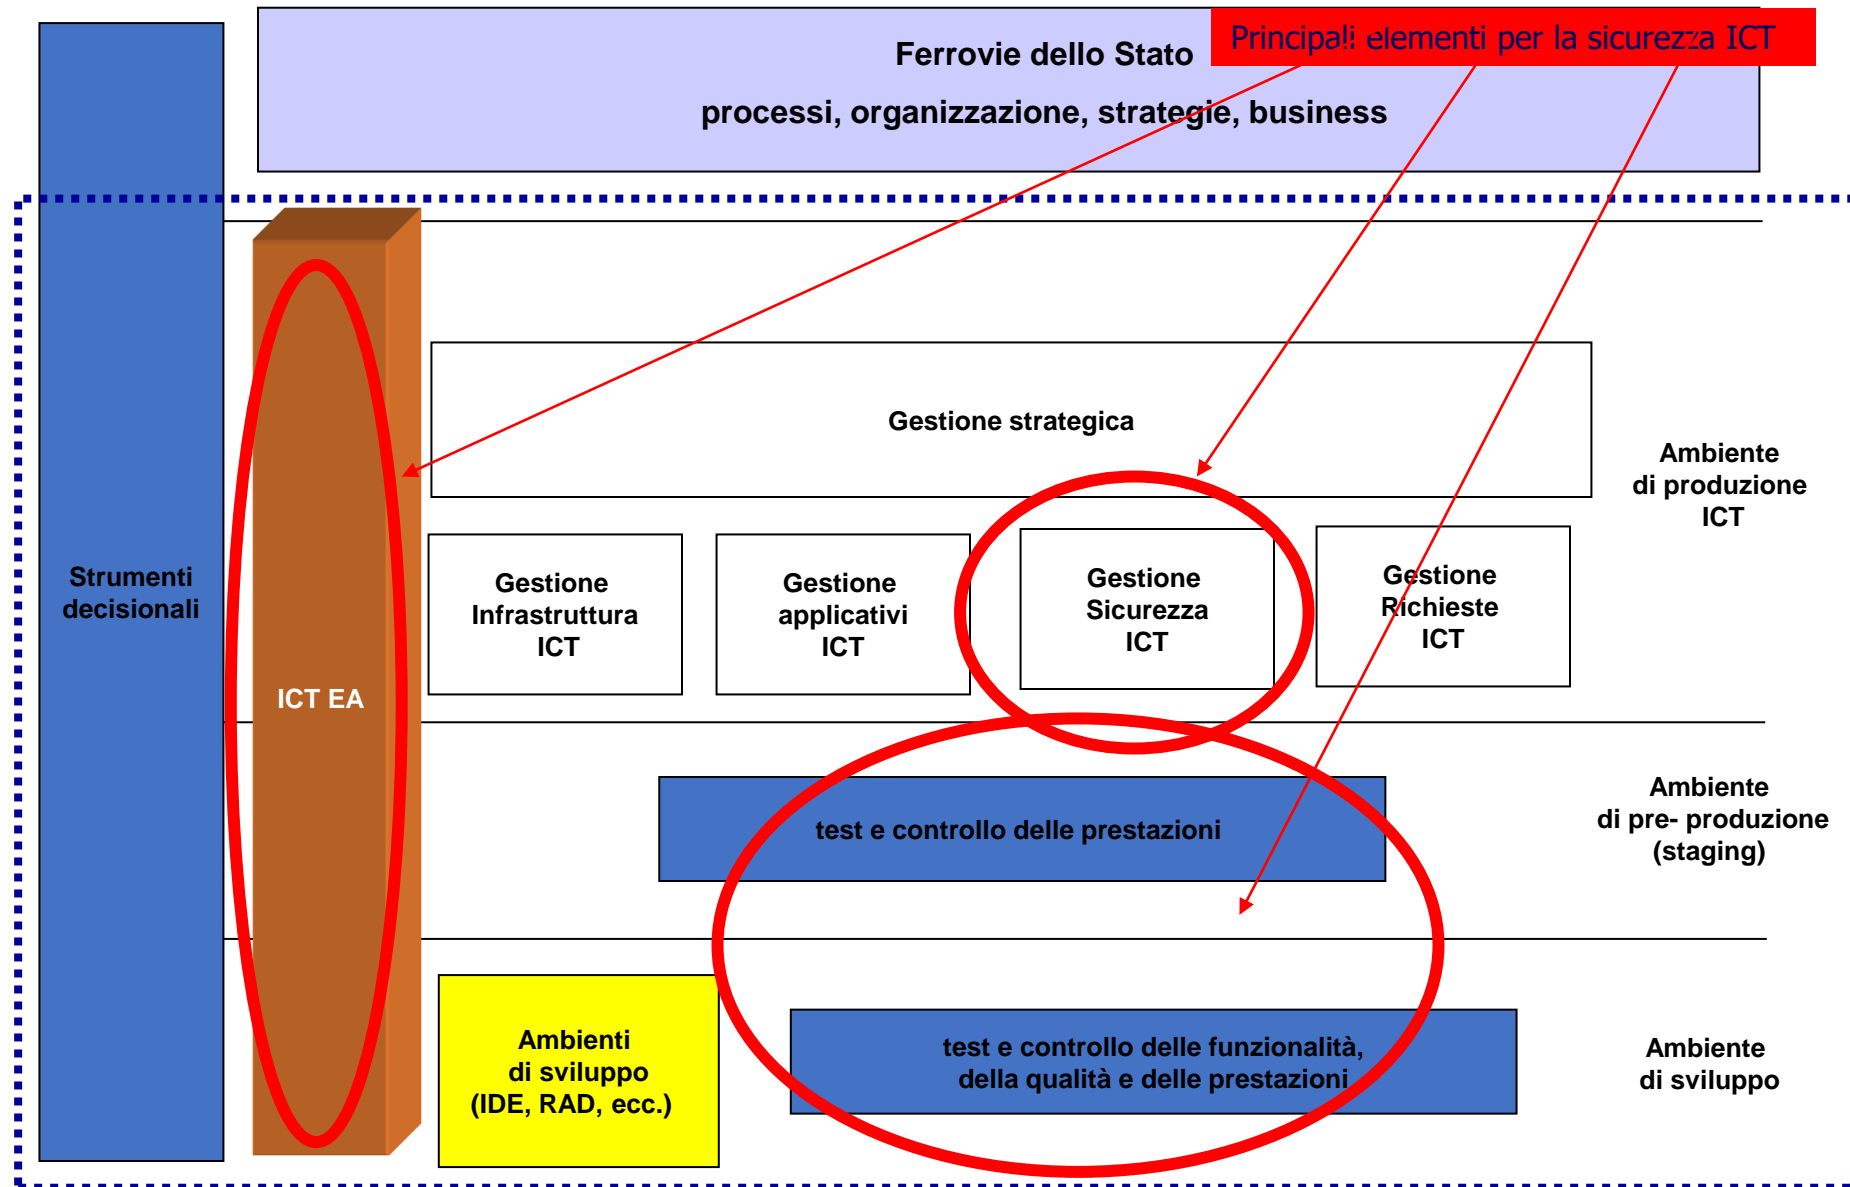 Ferrovie dello Stato
processi, organizzazione, strategie, business
Principali elementi per la sicurezza ICT
Strumenti
decisionali
ICT EA
Gestione strategica
Gestione
Infrastruttura
ICT
Gestione
applicativi
ICT
Gestione
Sicurezza
ICT
Gestione
Richieste
ICT
Ambiente
di produzione
ICT
test e controllo delle prestazioni
Ambiente
di pre- produzione
(staging)
Ambienti
di sviluppo
(IDE, RAD, ecc.)
test e controllo delle funzionalità,
della qualità e delle prestazioni
Ambiente
di sviluppo